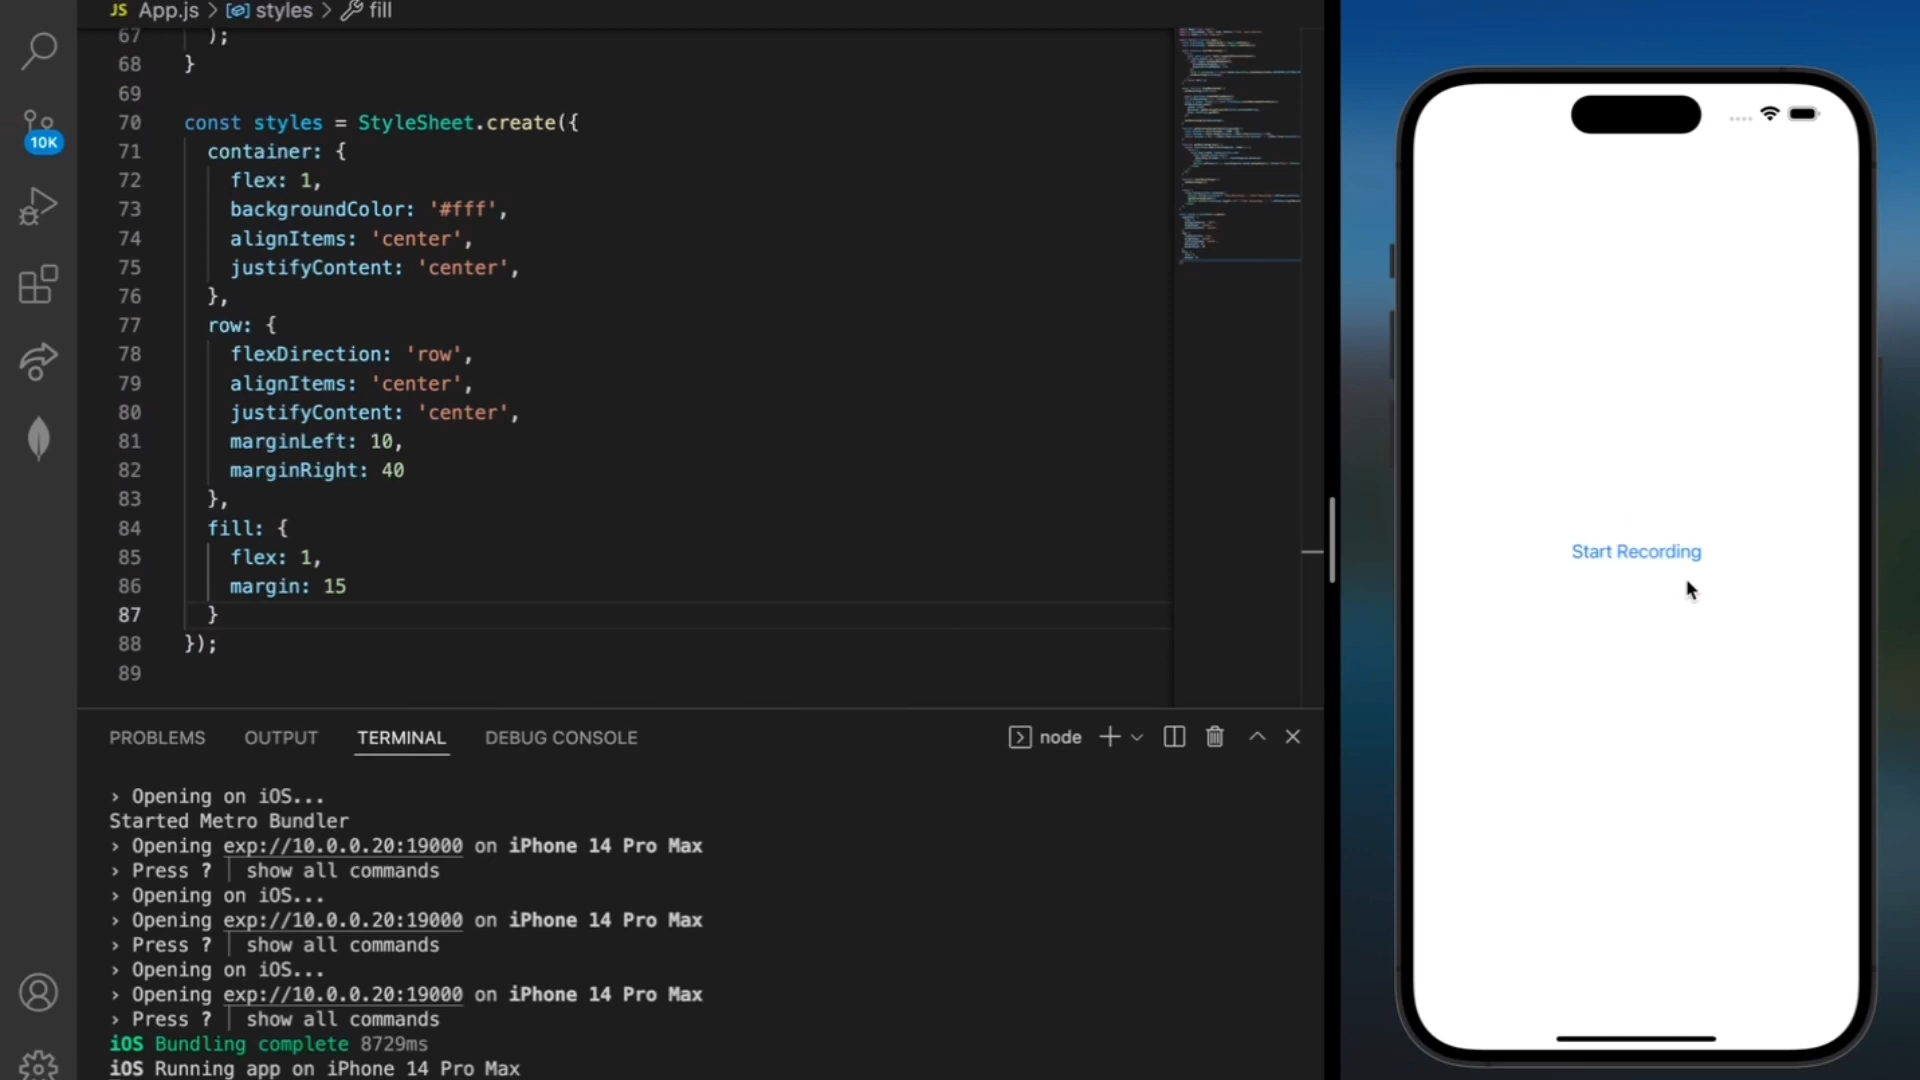 JS App.js > styles > fill
67 );
68 }
69
70 const styles = StyleSheet.create({
71 container: {
72 flex: 1,
73 backgroundColor: '#fff',
74 alignItems: 'center',
75 justifyContent: 'center',
76 },
77 row: {
78 flexDirection: 'row',
79 alignItems: 'center',
80 justifyContent: 'center',
81 marginLeft: 10,
82 marginRight: 40
83 },
84 fill: {
85 flex: 1,
86 margin: 15
87 }
88 });
89
10K
PROBLEMS OUTPUT TERMINAL DEBUG CONSOLE node
› Opening on iOS...
Started Metro Bundler
› Opening exp://10.0.0.20:19000 on iPhone 14 Pro Max
› Press ? │ show all commands
› Opening on iOS...
› Opening exp://10.0.0.20:19000 on iPhone 14 Pro Max
› Press ? │ show all commands
› Opening on iOS...
› Opening exp://10.0.0.20:19000 on iPhone 14 Pro Max
› Press ? │ show all commands
iOS Bundling complete 8729ms
iOS Running app on iPhone 14 Pro Max
Start Recording